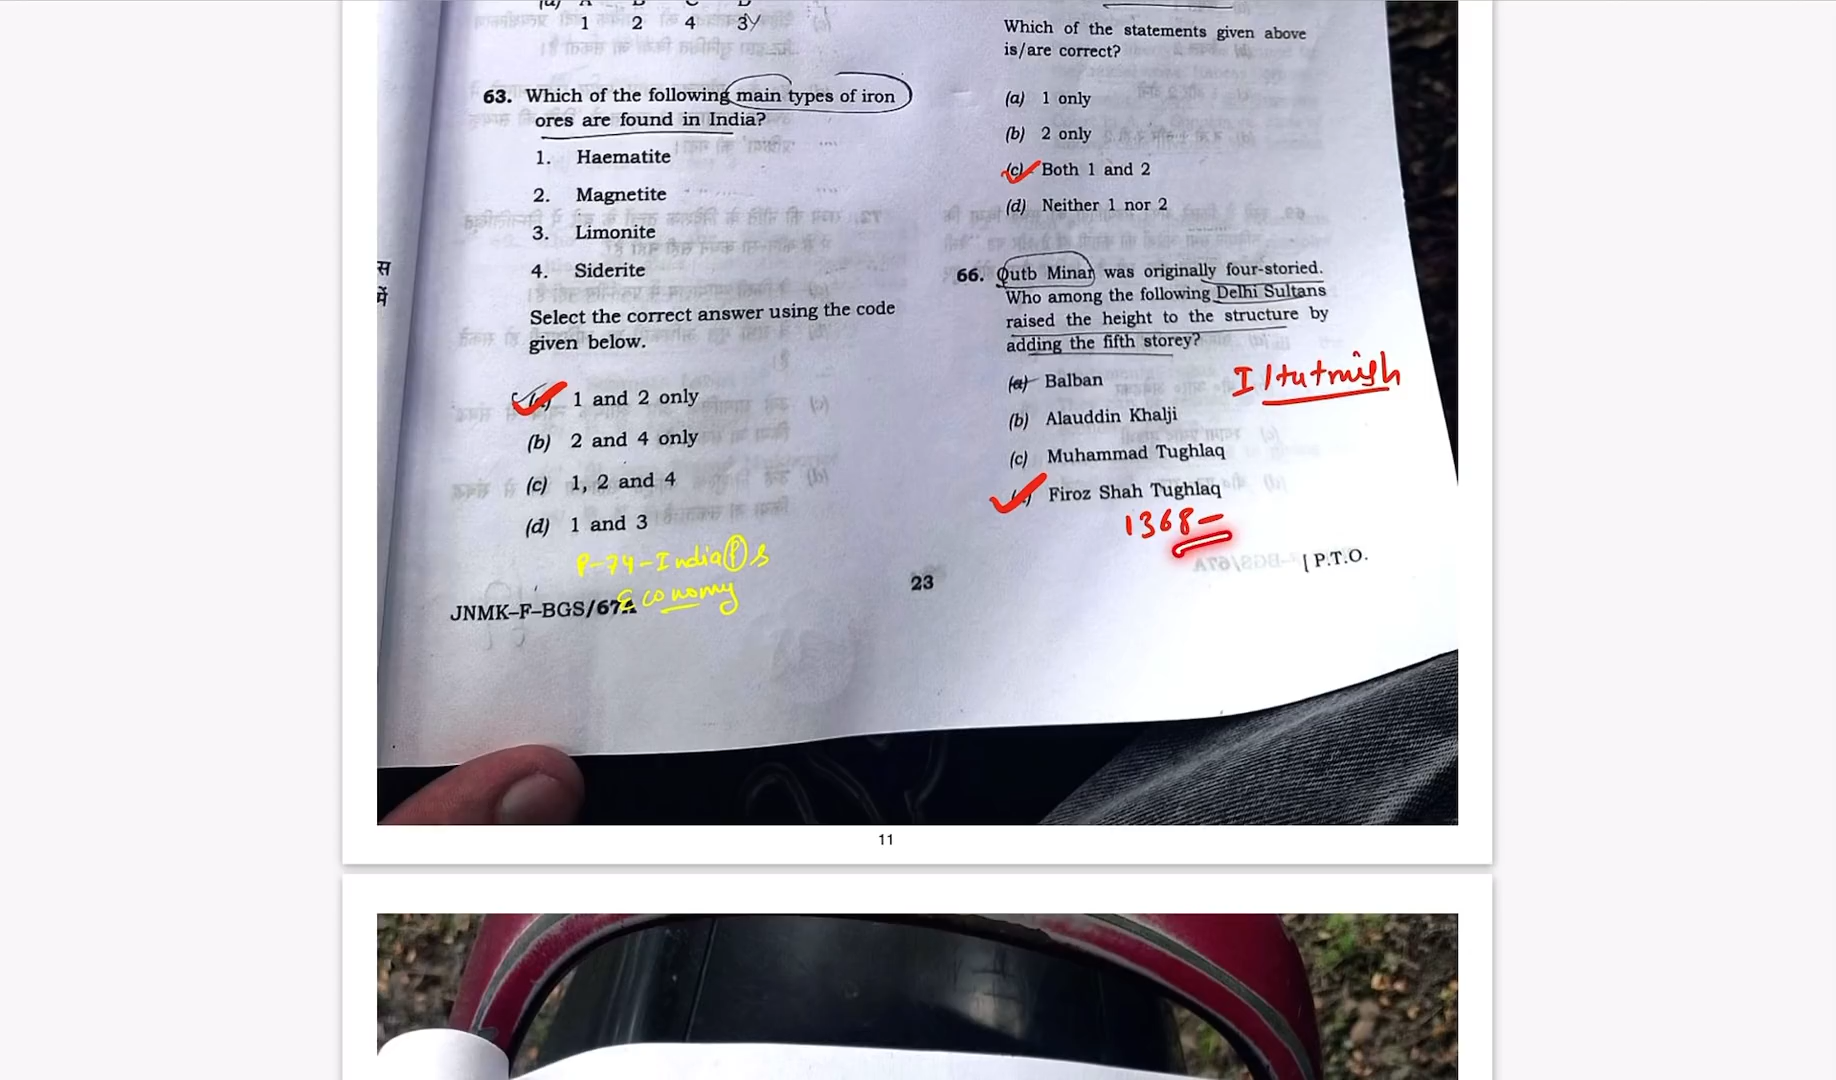 1 2 4 3
63. Which of the following main types of iron
ores are found in India?
1. Haematite
2. Magnetite
3. Limonite
4. Siderite
Select the correct answer using the code
given below.
1 and 2 only
(b) 2 and 4 only
(c) 1, 2 and 4
(d) 1 and 3
P-74-India(P)s
Economy
JNMK–F–BGS/67A
23
Which of the statements given above
is/are correct?
(a) 1 only
(b) 2 only
(c) Both 1 and 2
(d) Neither 1 nor 2
66. Qutb Minar was originally four-storied.
Who among the following Delhi Sultans
raised the height to the structure by
adding the fifth storey?
(a) Balban
Iltutmish
(b) Alauddin Khalji
(c) Muhammad Tughlaq
Firoz Shah Tughlaq
1368-
[ P.T.O.
स
में
11